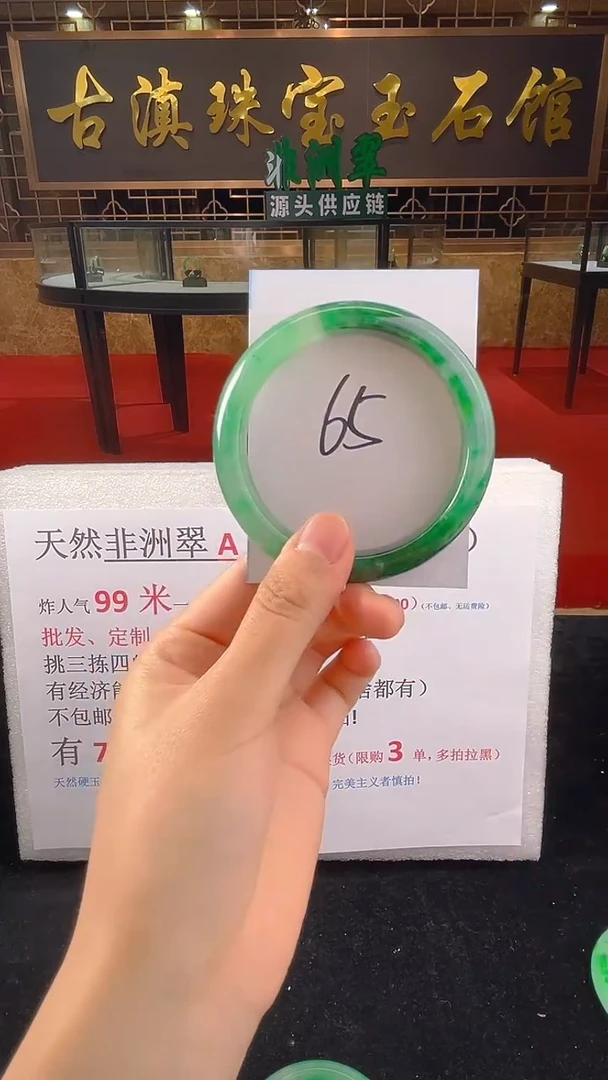 古滇珠宝玉石馆
非洲翠
源头供应链
65
天然非洲翠 A ）
炸人气 99 米一 00）(不包邮、无运费险)
批发、定制
挑三拣四
有经济 都有）
不包邮 !
有 7 货(限购 3 单,多拍拉黑)
天然硬玉 完美主义者慎拍!